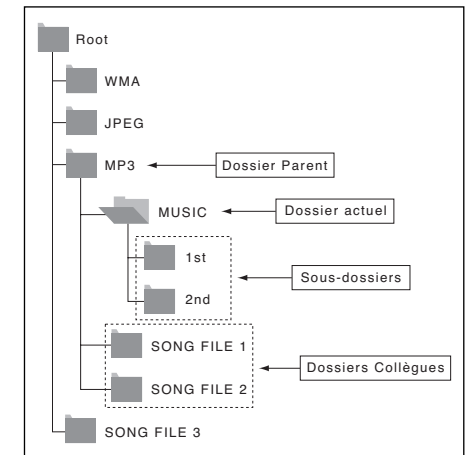 Root
WMA
JPEG
MP3 Dossier Parent
MUSIC Dossier actuel
1st
Sous-dossiers
2nd
SONG FILE 1
Dossiers Collègues
SONG FILE 2
SONG FILE 3